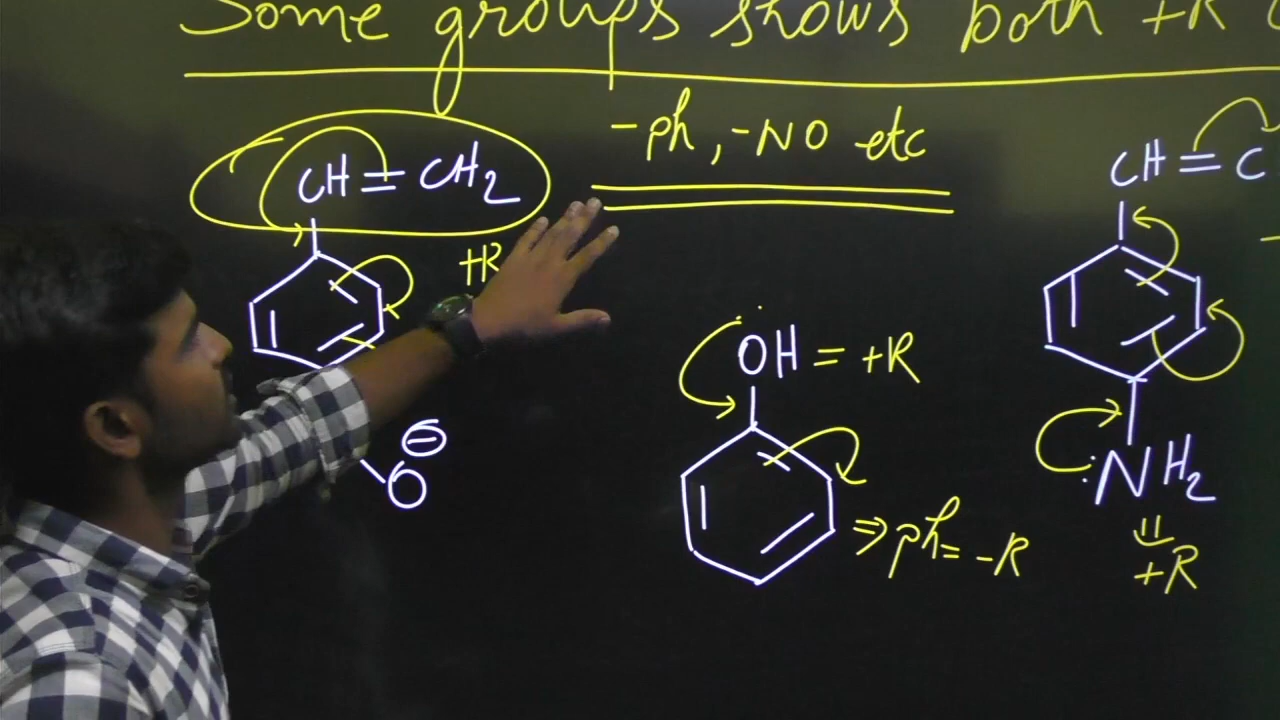 Some groups shows both +R
-ph, -NO etc
CH=CH2
+R
⊖
O
OH = +R
⇒ ph = -R
CH=C
:NH2
+R